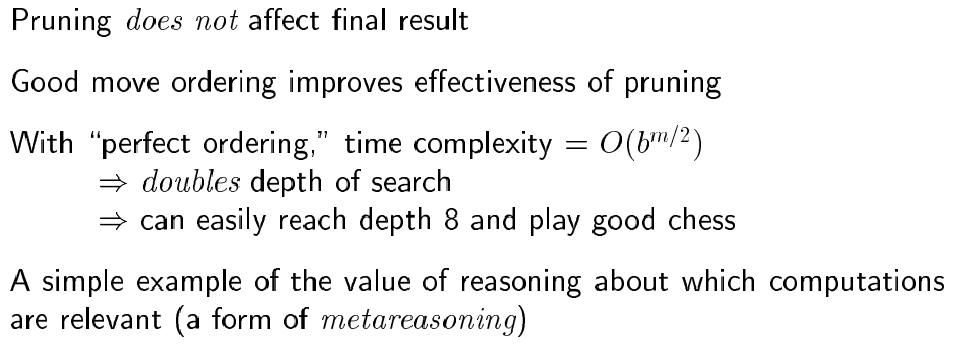 Pruning does not affect final result
Good move ordering improves effectiveness of pruning
With “perfect ordering,” time complexity = O(b^{m/2})
⇒ doubles depth of search
⇒ can easily reach depth 8 and play good chess
A simple example of the value of reasoning about which computations
are relevant (a form of metareasoning)